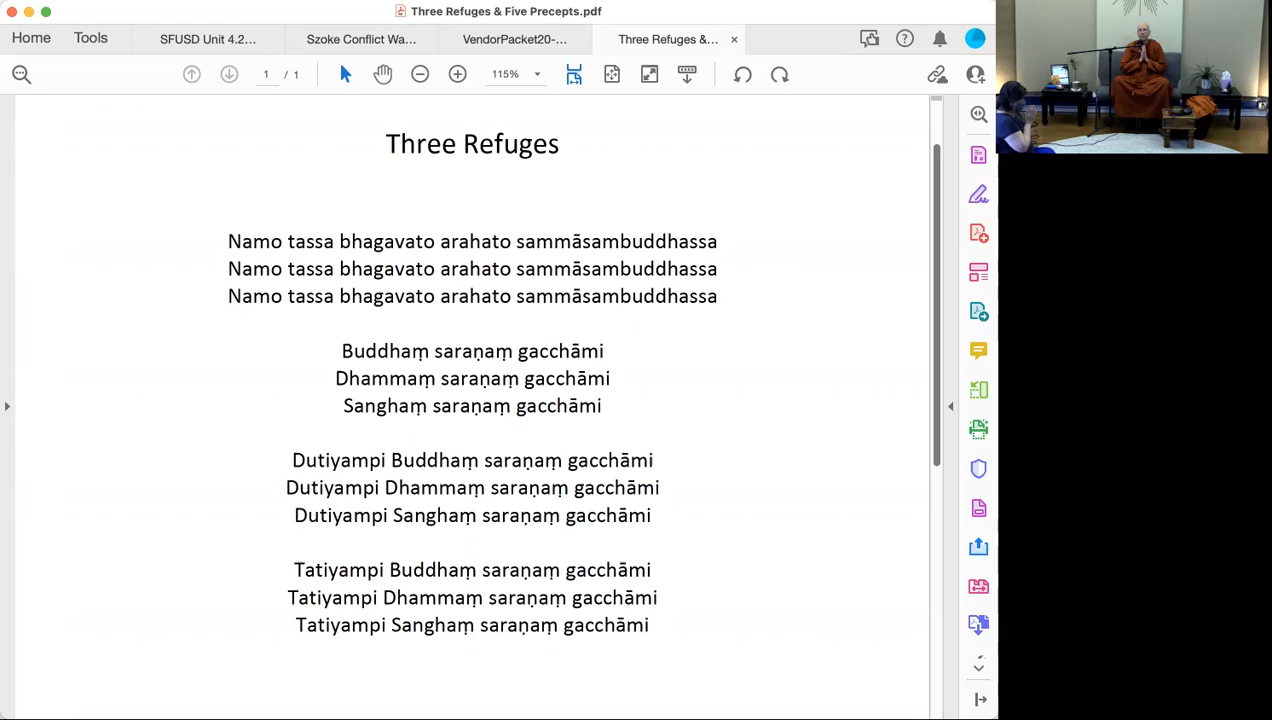 Three Refuges & Five Precepts.pdf
Home
Tools
SFUSD Unit 4.2...
Szoke Conflict Wa...
VendorPacket20-...
Three Refuges &...
1 / 1
115%
Three Refuges
Namo tassa bhagavato arahato sammāsambuddhassa
Namo tassa bhagavato arahato sammāsambuddhassa
Namo tassa bhagavato arahato sammāsambuddhassa
Buddhaṃ saraṇaṃ gacchāmi
Dhammaṃ saraṇaṃ gacchāmi
Sanghaṃ saraṇaṃ gacchāmi
Dutiyampi Buddhaṃ saraṇaṃ gacchāmi
Dutiyampi Dhammaṃ saraṇaṃ gacchāmi
Dutiyampi Sanghaṃ saraṇaṃ gacchāmi
Tatiyampi Buddhaṃ saraṇaṃ gacchāmi
Tatiyampi Dhammaṃ saraṇaṃ gacchāmi
Tatiyampi Sanghaṃ saraṇaṃ gacchāmi